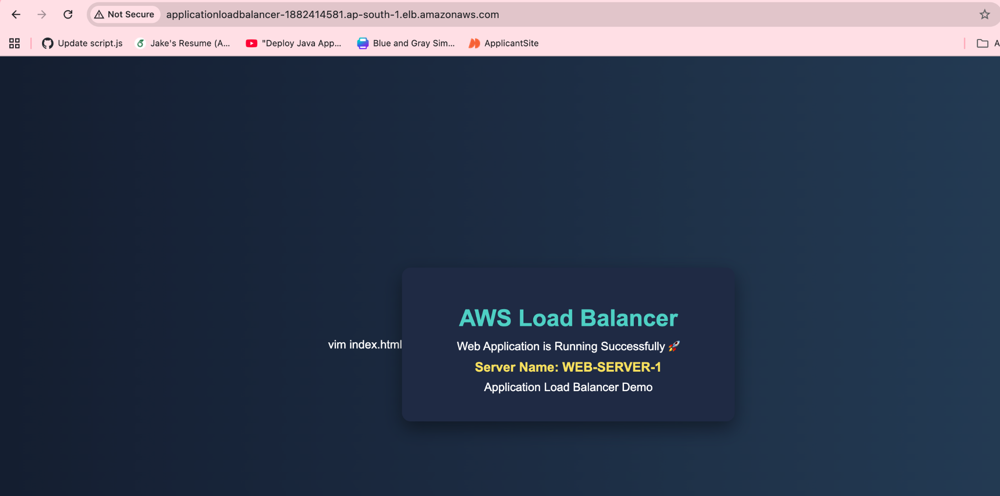 Not Secure applicationloadbalancer-1882414581.ap-south-1.elb.amazonaws.com
Update script.js Jake's Resume (A... "Deploy Java App... Blue and Gray Sim... ApplicantSite A
AWS Load Balancer
vim index.html
Web Application is Running Successfully 🚀
Server Name: WEB-SERVER-1
Application Load Balancer Demo